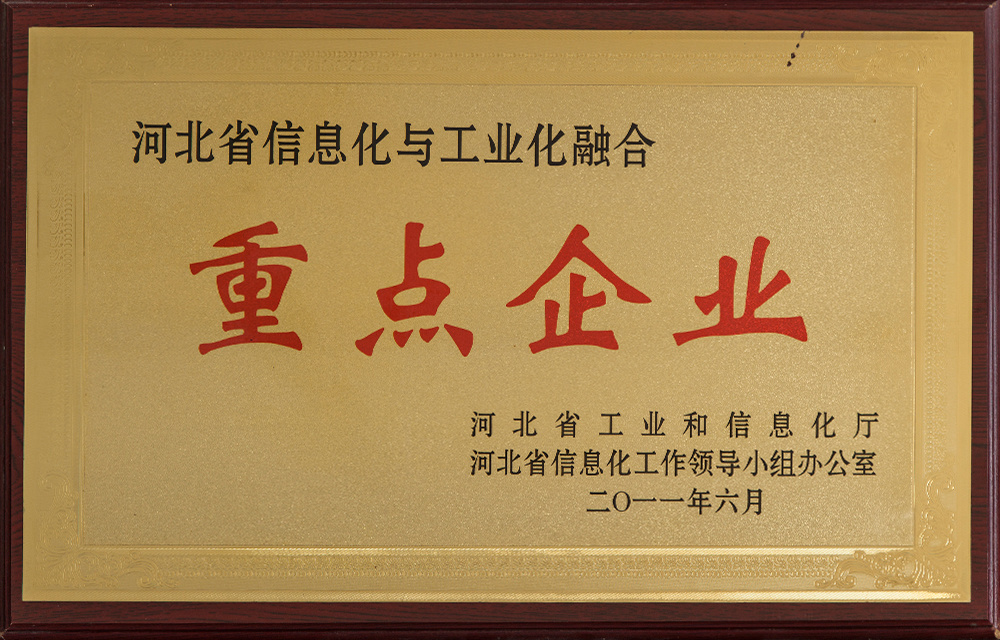 河北省信息化与工业化融合
重点企业
河北省工业和信息化厅
河北省信息化工作领导小组办公室
二〇一一年六月